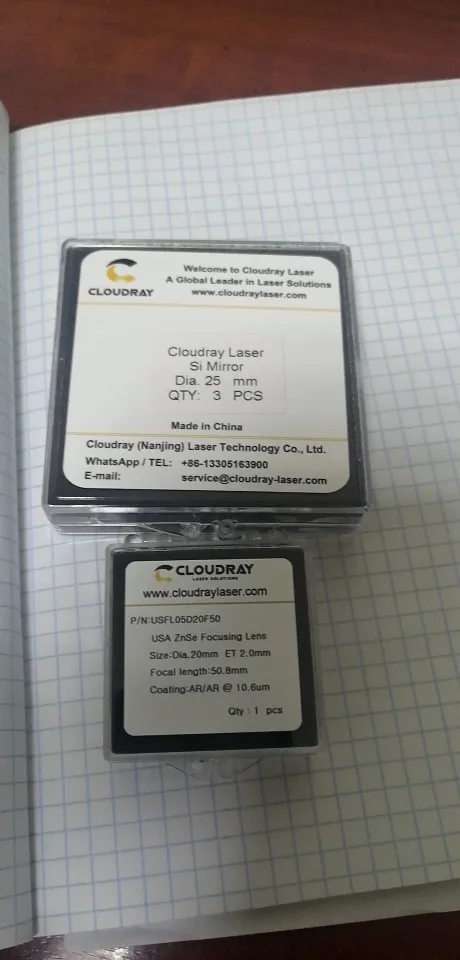 CLOUDRAY
Welcome to Cloudray Laser
A Global Leader in Laser Solutions
www.cloudraylaser.com
Cloudray Laser
Si Mirror
Dia. 25 mm
QTY: 3 PCS
Made in China
Cloudray (Nanjing) Laser Technology Co., Ltd.
WhatsApp / TEL: +86-13305163900
E-mail: service@cloudray-laser.com
CLOUDRAY
LASER SOLUTIONS
www.cloudraylaser.com
P/N:USFL05D20F50
USA ZnSe Focusing Lens
Size:Dia.20mm ET 2.0mm
Focal length:50.8mm
Coating:AR/AR @ 10.6um
Qty : 1 pcs